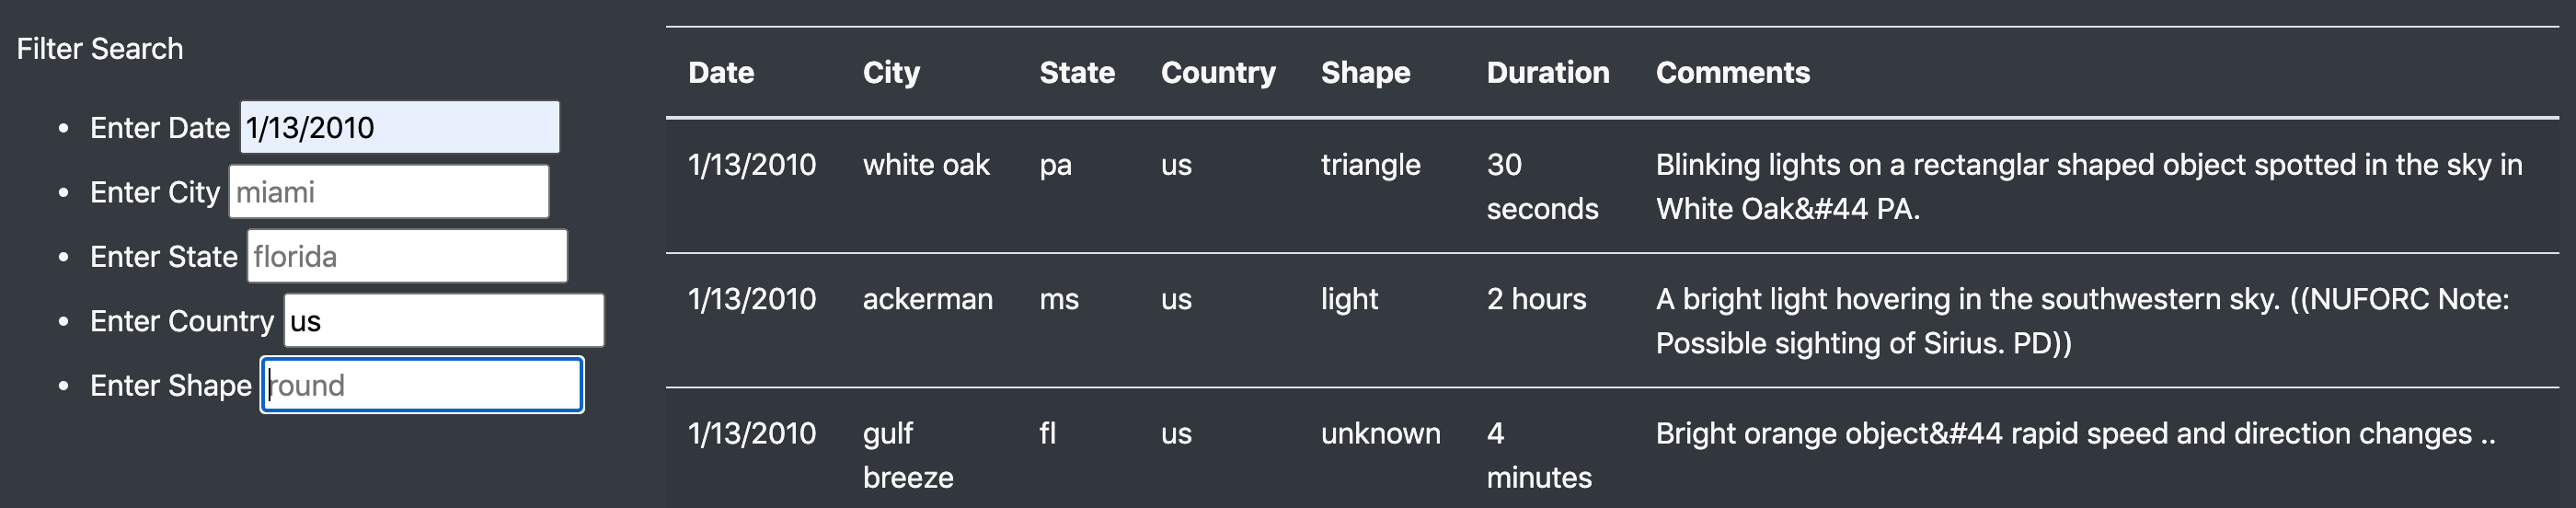 Filter Search
Enter Date 1/13/2010
Enter City miami
Enter State florida
Enter Country us
Enter Shape round
Date City State Country Shape Duration Comments
1/13/2010 white oak pa us triangle 30 seconds Blinking lights on a rectanglar shaped object spotted in the sky in
White Oak&#44 PA.
1/13/2010 ackerman ms us light 2 hours A bright light hovering in the southwestern sky. ((NUFORC Note:
Possible sighting of Sirius. PD))
1/13/2010 gulf breeze fl us unknown 4 minutes Bright orange object&#44 rapid speed and direction changes ..